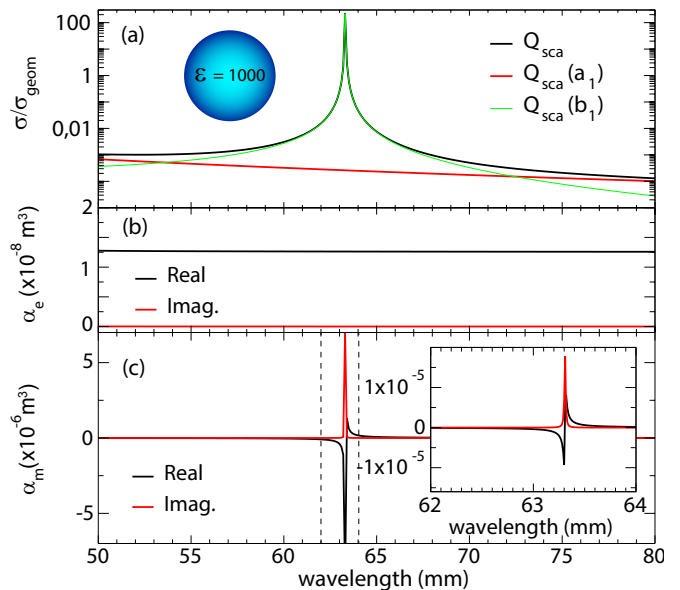 (a)
ε = 1000
Q_sca
Q_sca (a_1)
Q_sca (b_1)
σ/σ_geom
100
1
0,01
2
(b)
Real
Imag.
α_e (x10^-8 m^3)
2
1
0
(c)
Real
Imag.
α_m (x10^-6 m^3)
5
0
-5
1x10^-5
0
-1x10^-5
62 63 64
wavelength (mm)
50 55 60 65 70 75 80
wavelength (mm)